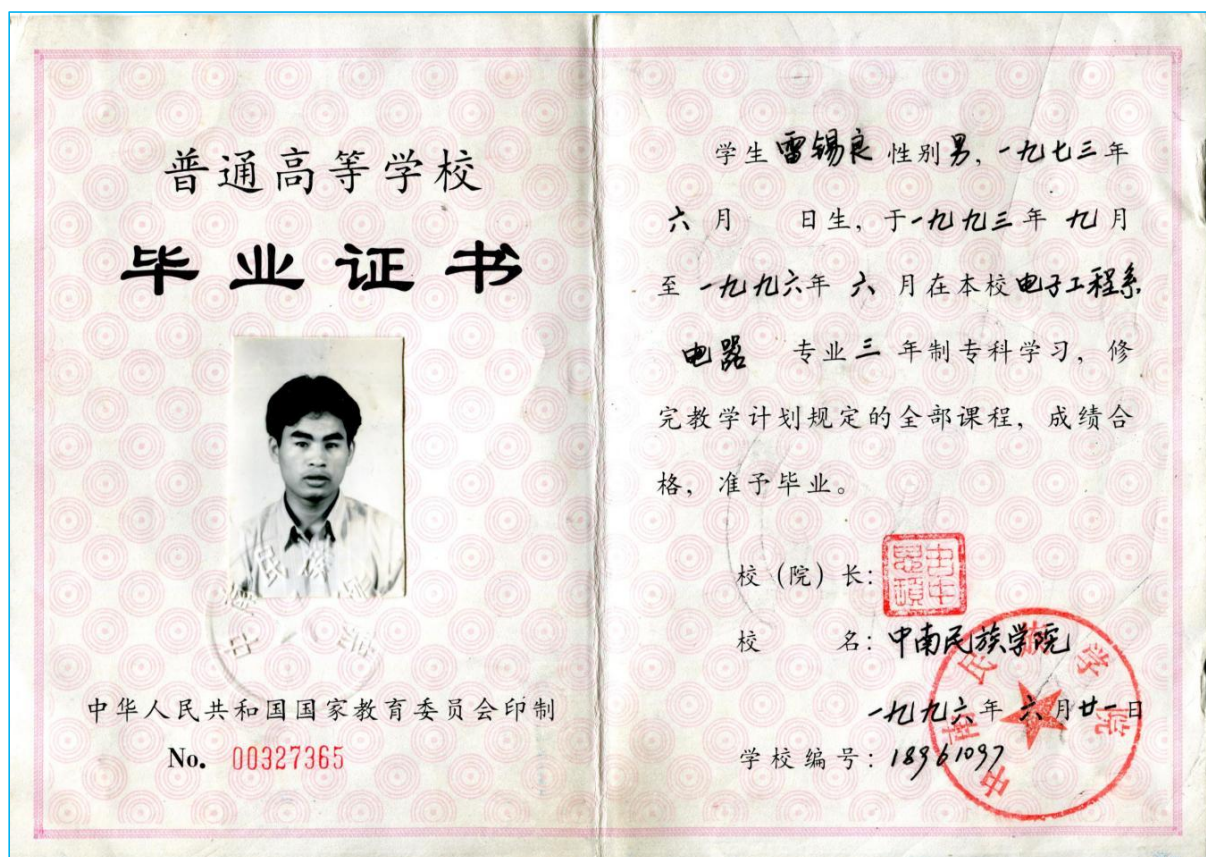 普通高等学校
毕业证书
中华人民共和国国家教育委员会印制
No. 00327365
学生 雷锡良 性别 男, 一九七三年
六 月 日生, 于一九九三年 九月
至 一九九六年 六 月在本校 电子工程系
电器 专业 三 年制专科学习, 修
完教学计划规定的全部课程, 成绩合
格, 准予毕业。
校 (院) 长:
校 名: 中南民族学院
一九九六年 六月廿一日
学校编号: 18961097
中南民族学院